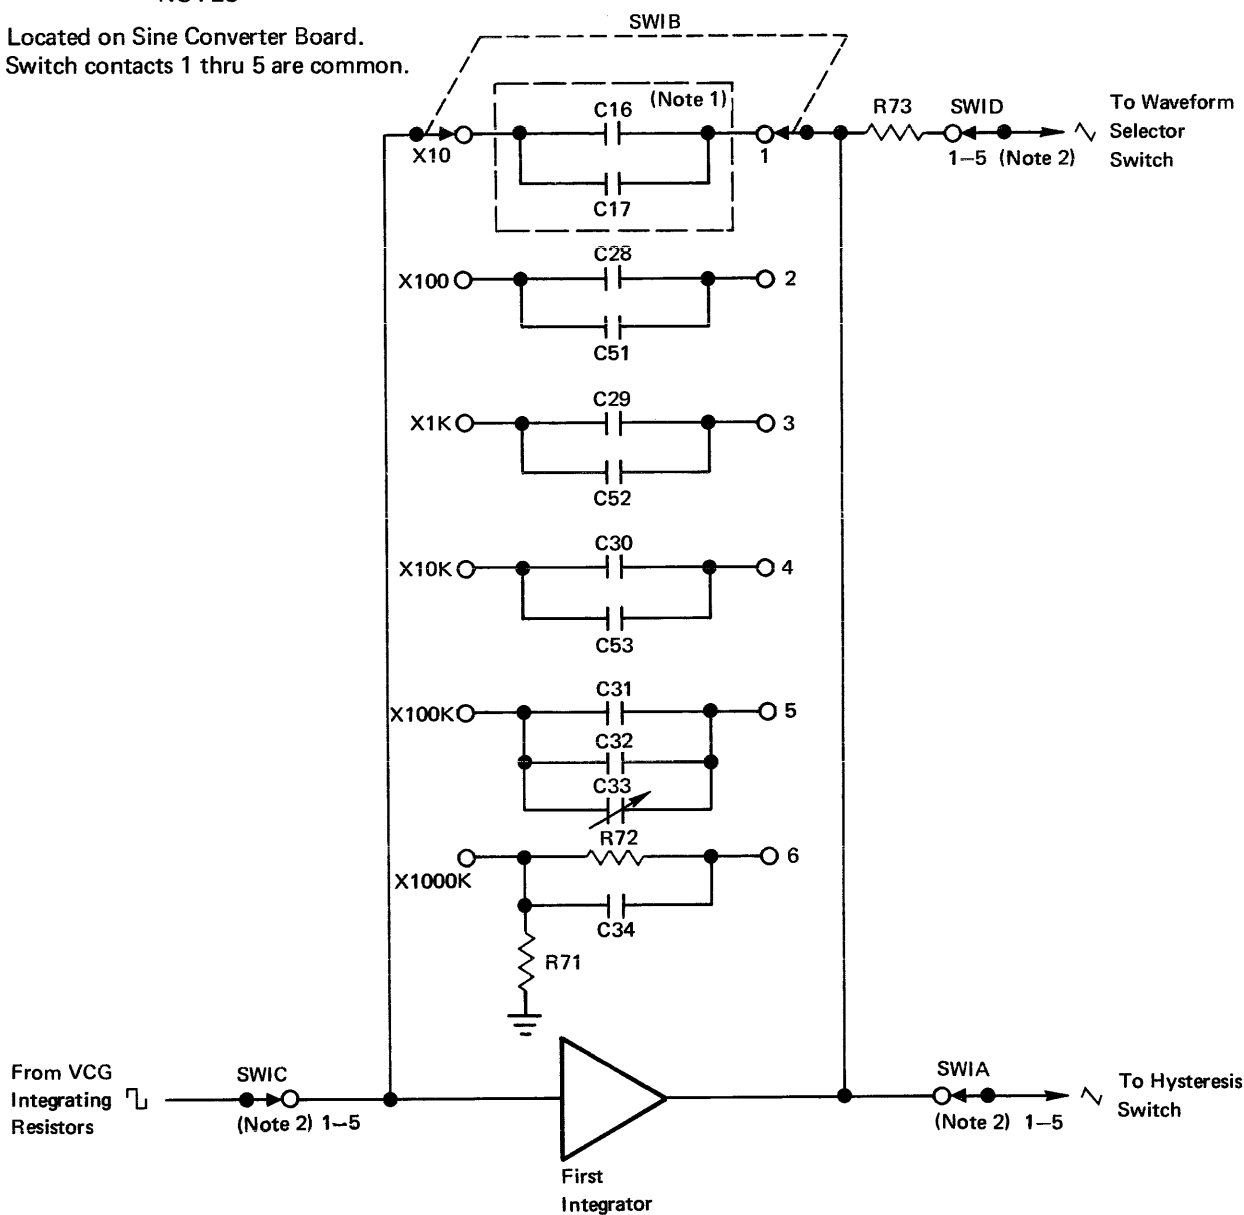 NOTES
Located on Sine Converter Board.
Switch contacts 1 thru 5 are common.
SWIB
(Note 1)
C16
X10
1
C17
R73
SWID
1–5 (Note 2)
To Waveform
Selector
Switch
C28
X100
2
C51
C29
X1K
3
C52
C30
X10K
4
C53
C31
X100K
5
C32
C33
R72
X1000K
6
C34
R71
From VCG
Integrating
Resistors
SWIC
(Note 2) 1–5
First
Integrator
SWIA
(Note 2) 1–5
To Hysteresis
Switch